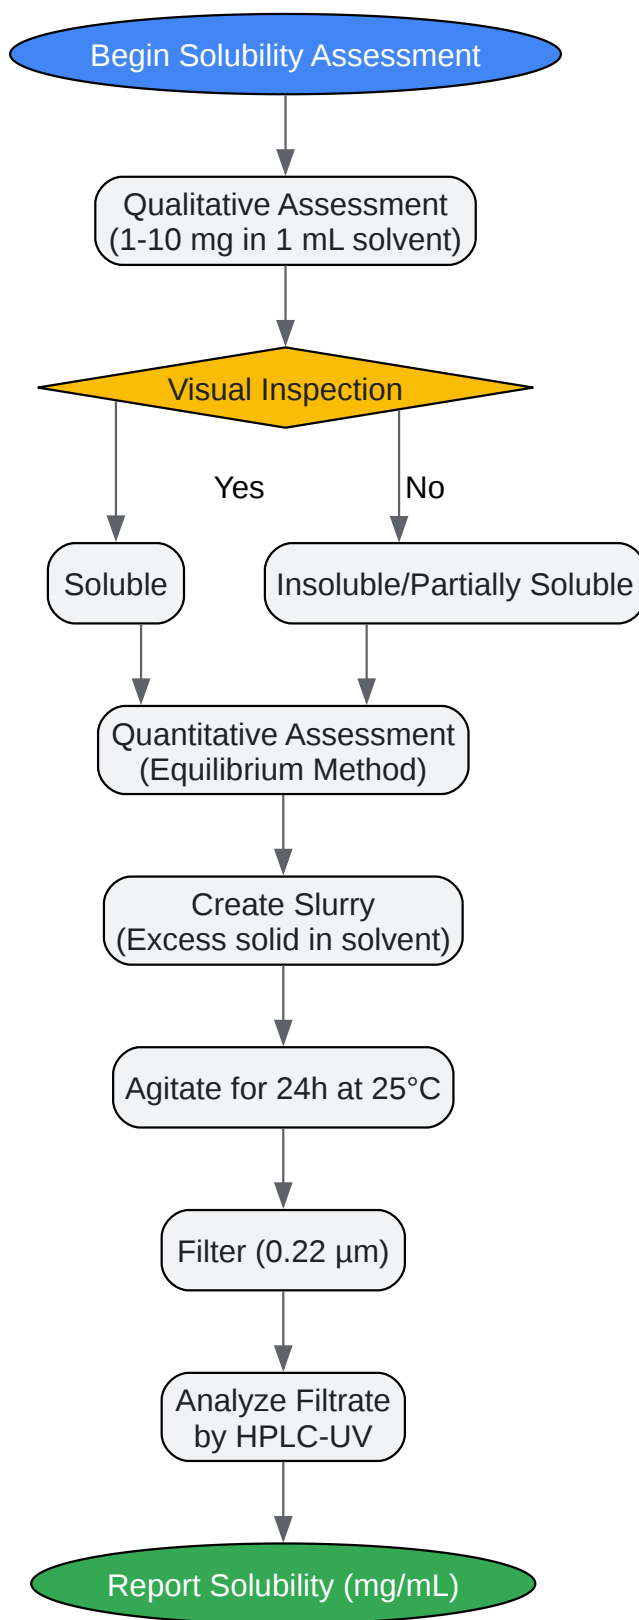 Begin Solubility Assessment
Qualitative Assessment
(1-10 mg in 1 mL solvent)
Visual Inspection
Yes
No
Soluble
Insoluble/Partially Soluble
Quantitative Assessment
(Equilibrium Method)
Create Slurry
(Excess solid in solvent)
Agitate for 24h at 25°C
Filter (0.22 µm)
Analyze Filtrate
by HPLC-UV
Report Solubility (mg/mL)